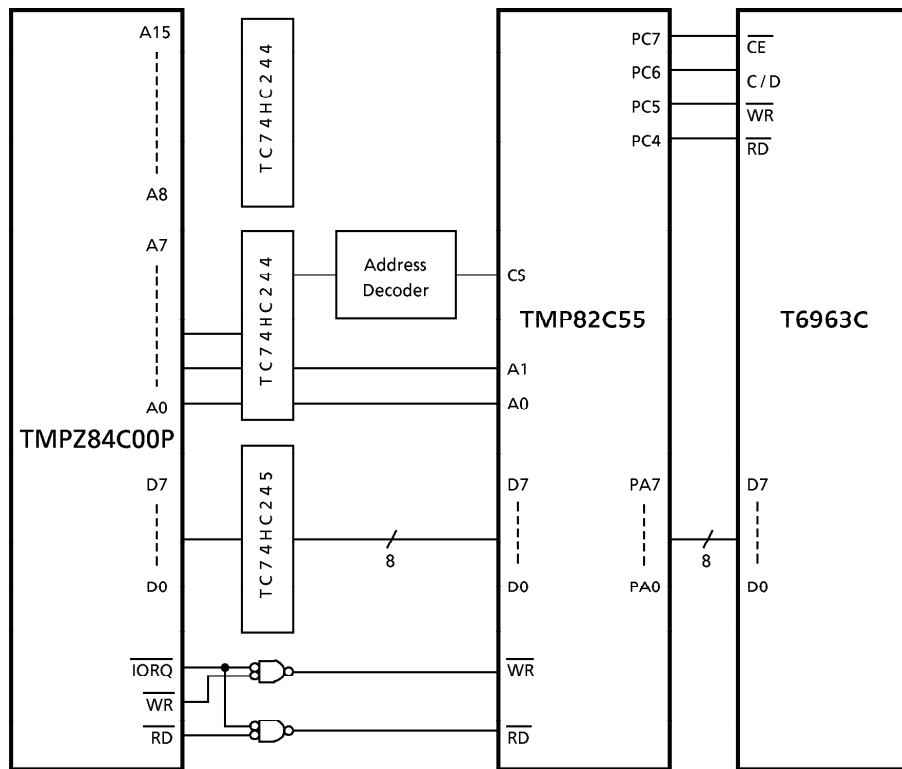 A15
A8
A7
A0
TMPZ84C00P
D7
D0
IORQ
WR
RD
TC74HC244
TC74HC244
TC74HC245
Address
Decoder
8
CS
TMP82C55
A1
A0
D7
D0
WR
RD
PC7
PC6
PC5
PC4
PA7
PA0
8
CE
C / D
WR
RD
T6963C
D7
D0